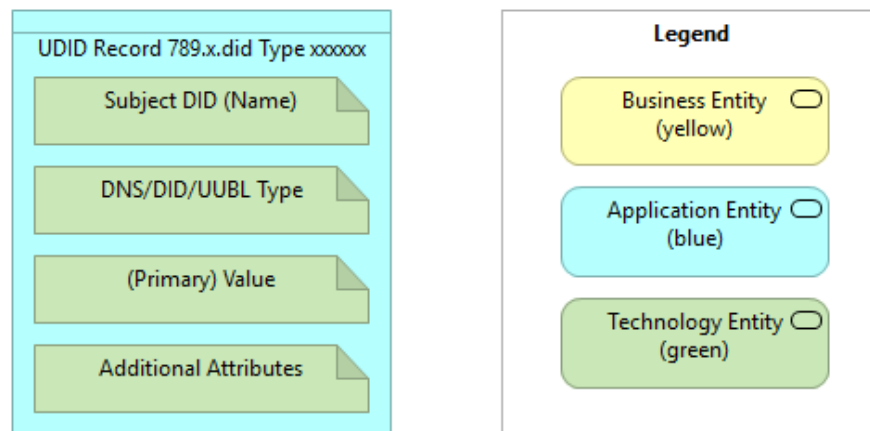 UDID Record 789.x.did Type xxxxxx
Subject DID (Name)
DNS/DID/UUBL Type
(Primary) Value
Additional Attributes
Legend
Business Entity
(yellow)
Application Entity
(blue)
Technology Entity
(green)